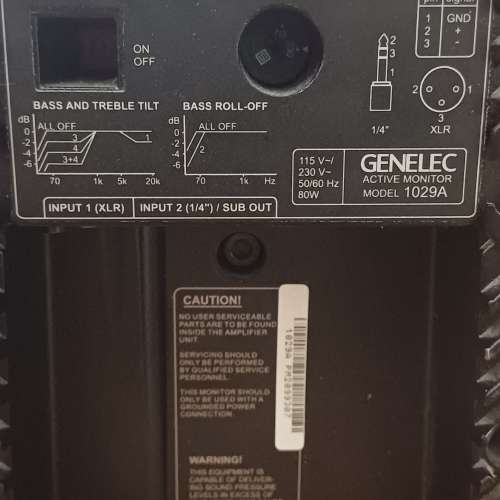 pin signal
1 GND
2 +
3 -
ON
OFF
2
3
1
2
1
3
1/4"
XLR
BASS AND TREBLE TILT
dB
0
-2
-4
-6
ALL OFF
3
4
3+4
1
70 1k 5k 20k
BASS ROLL-OFF
dB
0
-2
-4
-6
ALL OFF
2
70 1k Hz
115 V~/
230 V~
50/60 Hz
80W
GENELEC
ACTIVE MONITOR
MODEL 1029A
INPUT 1 (XLR) INPUT 2 (1/4") / SUB OUT
CAUTION!
NO USER SERVICEABLE
PARTS ARE TO BE FOUND
INSIDE THE AMPLIFIER
UNIT.
SERVICING SHOULD
ONLY BE PERFORMED
BY QUALIFIED SERVICE
PERSONNEL.
THIS MONITOR SHOULD
ONLY BE USED WITH A
GROUNDED POWER
CONNECTION.
WARNING!
THIS EQUIPMENT IS
CAPABLE OF DELIVER-
ING SOUND PRESSURE
LEVELS IN EXCESS OF
1029A